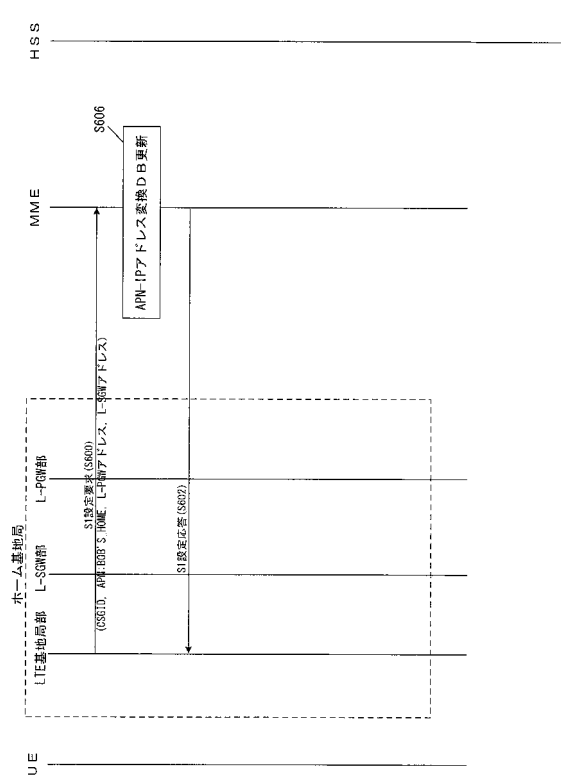 UE
ホーム基地局
LTE基地局部
L-SGW部
L-PGW部
MME
HSS
S1設定要求(S600)
(CSGID, APN:BOB'S_HOME, L-PGWアドレス, L-SGWアドレス)
S606
APN-IPアドレス変換DB更新
S1設定応答(S602)